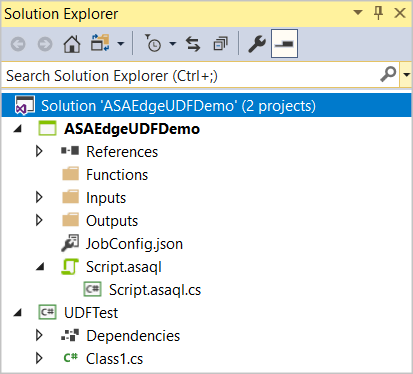 Solution Explorer
Search Solution Explorer (Ctrl+;)
Solution 'ASAEdgeUDFDemo' (2 projects)
ASAEdgeUDFDemo
References
Functions
Inputs
Outputs
JobConfig.json
Script.asaql
C# Script.asaql.cs
C# UDFTest
Dependencies
C# Class1.cs